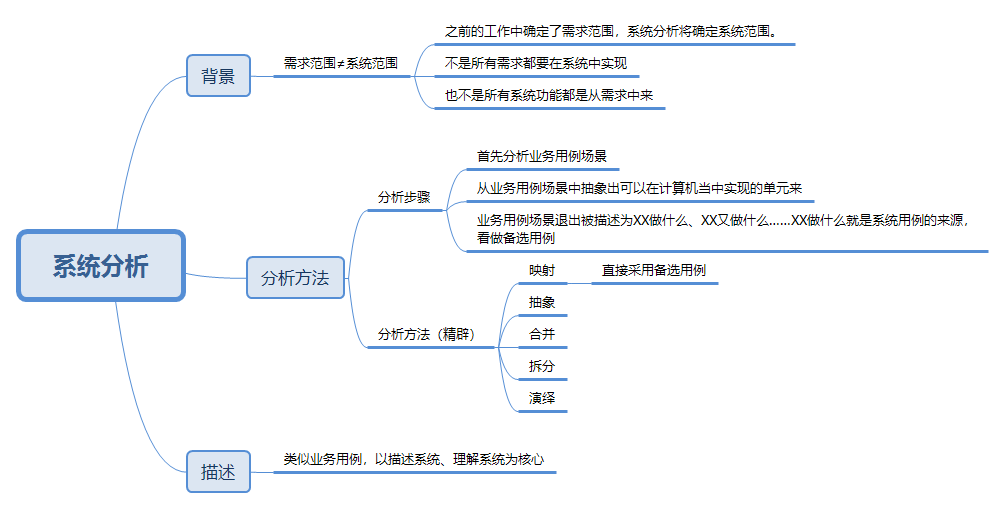 系统分析
背景
需求范围≠系统范围
之前的工作中确定了需求范围，系统分析将确定系统范围。
不是所有需求都要在系统中实现
也不是所有系统功能都是从需求中来
分析方法
分析步骤
首先分析业务用例场景
从业务用例场景中抽象出可以在计算机当中实现的单元来
业务用例场景退出被描述为XX做什么、XX又做什么……XX做什么就是系统用例的来源，
看做备选用例
分析方法（精辟）
映射
直接采用备选用例
抽象
合并
拆分
演绎
描述
类似业务用例，以描述系统、理解系统为核心